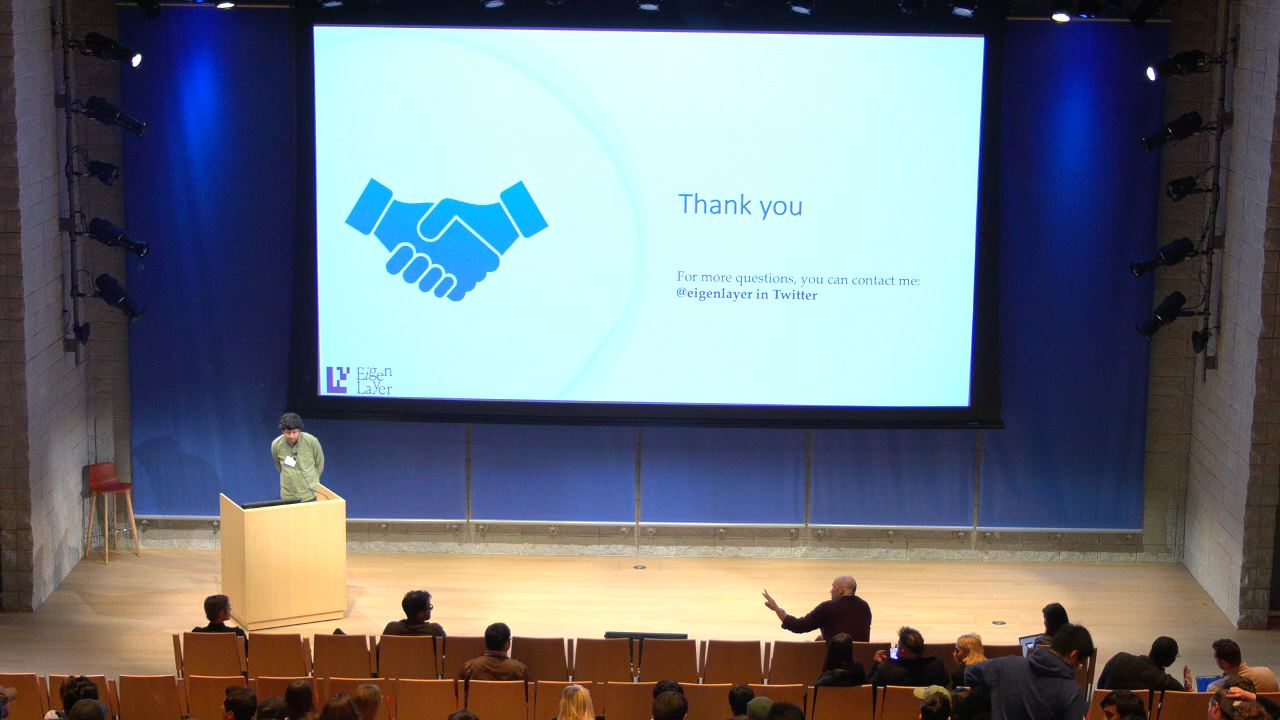 Thank you
For more questions, you can contact me:
@eigenlayer in Twitter
Eigen
Layer